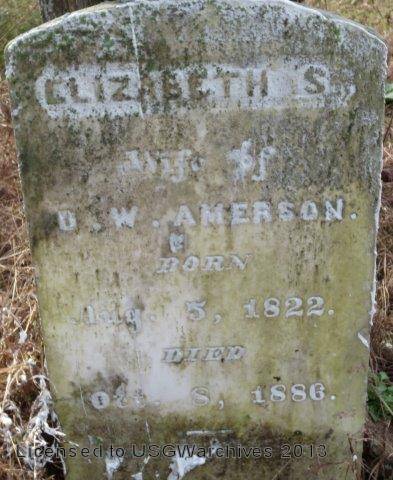 ELIZABETH S.,
Wife of
D. W. AMERSON.
BORN
Aug. 5, 1822.
DIED
Oct. 8, 1886.
Licensed to USGWarchives 2013